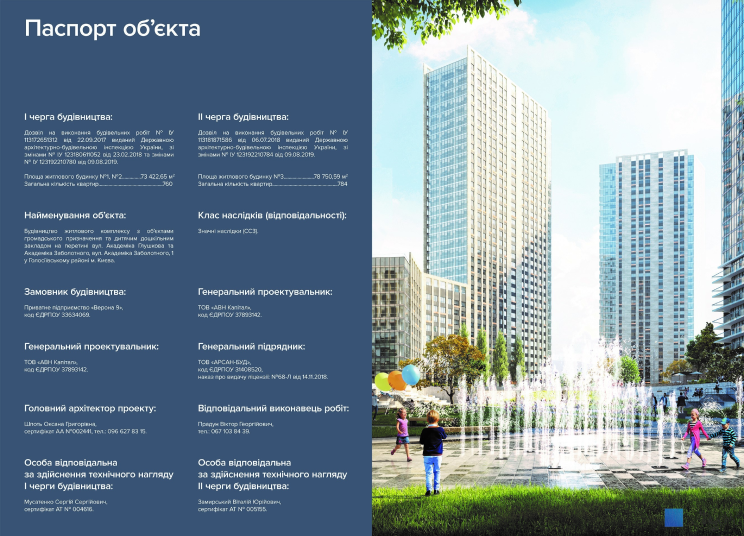 Паспорт об’єкта
І черга будівництва:
Дозвіл на виконання будівельних робіт № ІУ
113172651312 від 22.09.2017 виданий Державною
архітектурно-будівельною інспекцією України, зі
змінами № ІУ 123180611052 від 23.02.2018 та змінами
№ ІУ 123192210780 від 09.08.2019.
Площа житлового будинку №1, №2............73 422,65 м²
Загальна кількість квартир..........................................760
ІІ черга будівництва:
Дозвіл на виконання будівельних робіт № ІУ
113181871586 від 06.07.2018 виданий Державною
архітектурно-будівельною інспекцією України, зі
змінами № ІУ 123192210784 від 09.08.2019.
Площа житлового будинку №3....................78 750,59 м²
Загальна кількість квартир..........................................784
Найменування об’єкта:
Будівництво житлового комплексу з об’єктами
громадського призначення та дитячим дошкільним
закладом на перетині вул. Академіка Глушкова та
Академіка Заболотного, вул. Академіка Заболотного, 1
у Голосіївському районі м. Києва.
Клас наслідків (відповідальності):
Значні наслідки (СС3).
Замовник будівництва:
Приватне підприємство «Верона 9»,
код ЄДРПОУ 33634069.
Генеральний проектувальник:
ТОВ «АВН Капітал»,
код ЄДРПОУ 37893142.
Генеральний проектувальник:
ТОВ «АВН Капітал»,
код ЄДРПОУ 37893142.
Генеральний підрядник:
ТОВ «АРСАН-БУД»,
код ЄДРПОУ 31408520,
наказ про видачу ліцензії: №68-Л від 14.11.2018.
Головний архітектор проекту:
Шпоть Оксана Григорівна,
сертифікат АА №002441, тел.: 096 627 83 15.
Відповідальний виконавець робіт:
Прадун Віктор Георгійович,
тел.: 067 103 84 39.
Особа відповідальна
за здійснення технічного нагляду
І черги будівництва:
Мусатенко Сергій Сергійович,
сертифікат АТ № 004616.
Особа відповідальна
за здійснення технічного нагляду
ІІ черги будівництва:
Замирський Віталій Юрійович,
сертифікат АТ № 005155.